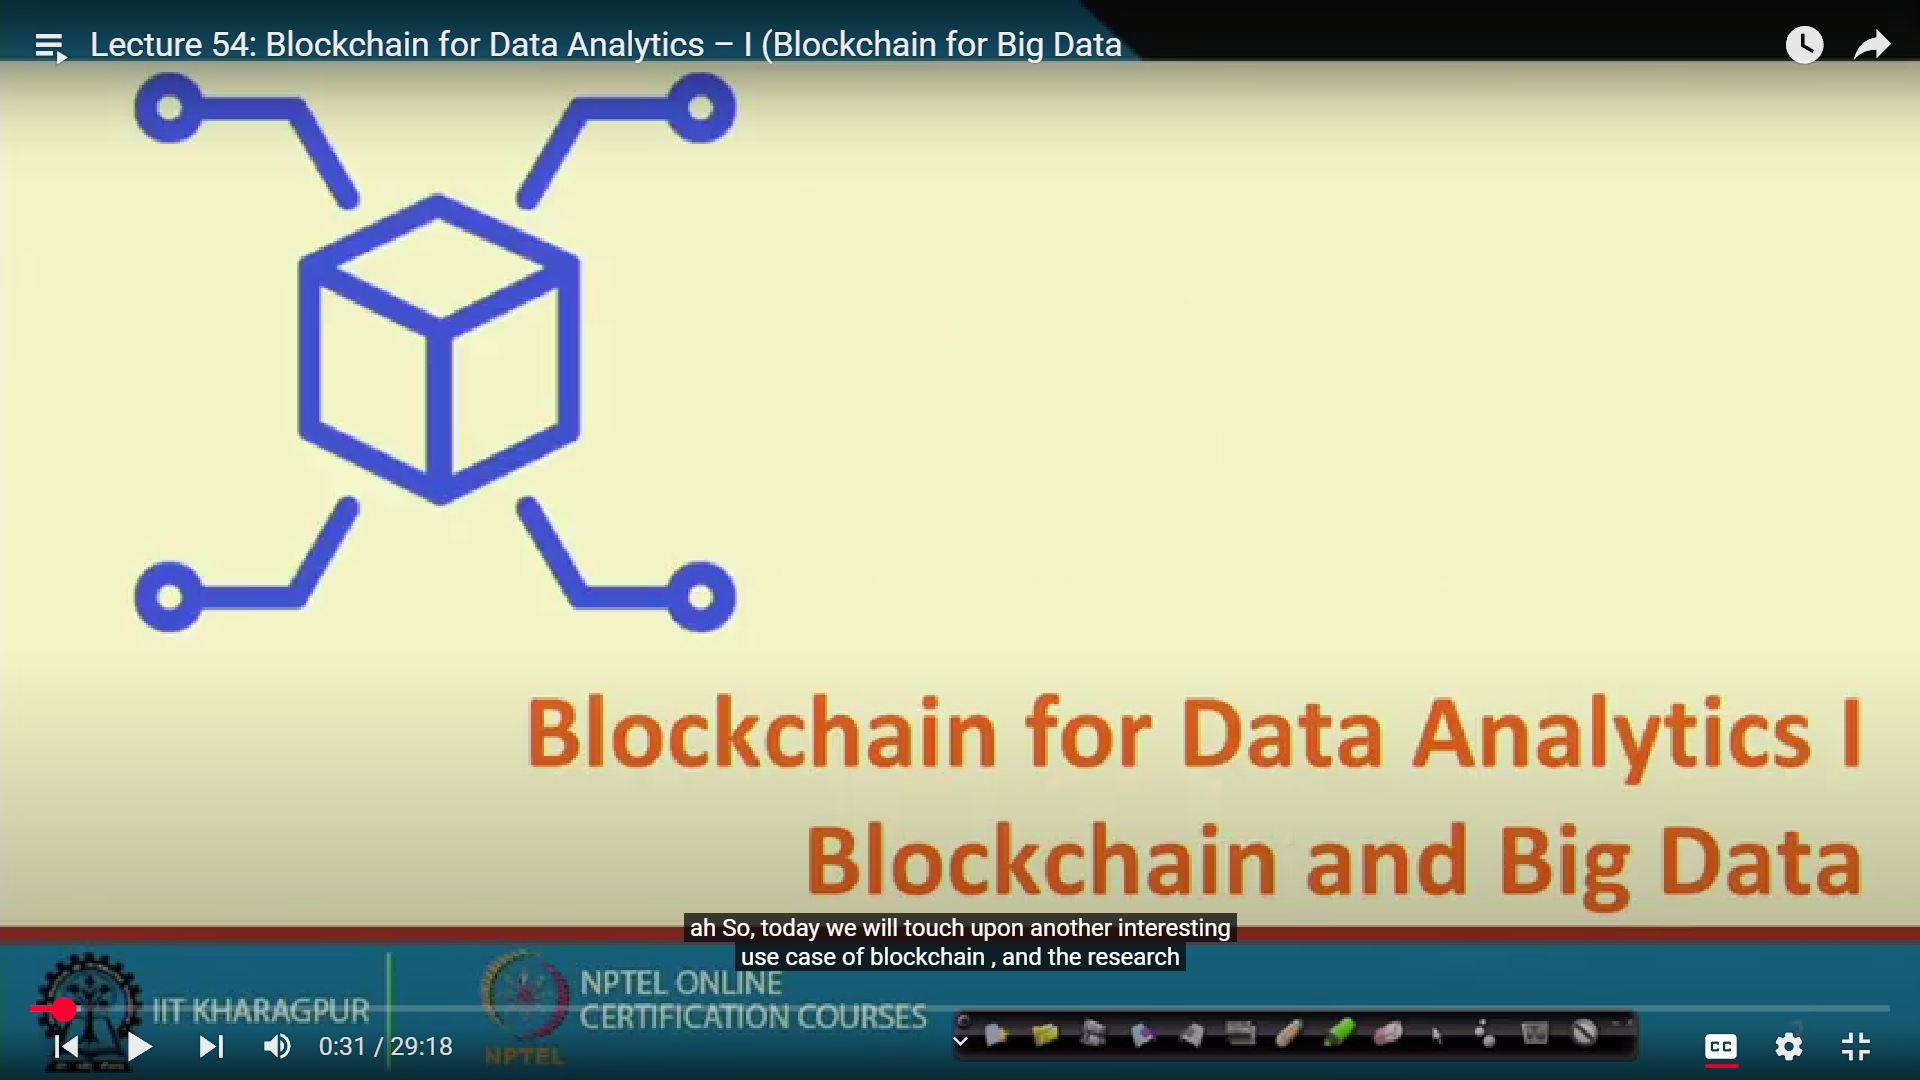 Lecture 54: Blockchain for Data Analytics – I (Blockchain for Big Data
Blockchain for Data Analytics I
Blockchain and Big Data
ah So, today we will touch upon another interesting
use case of blockchain , and the research
IIT KHARAGPUR
NPTEL ONLINE
CERTIFICATION COURSES
NPTEL
0:31 / 29:18
CC